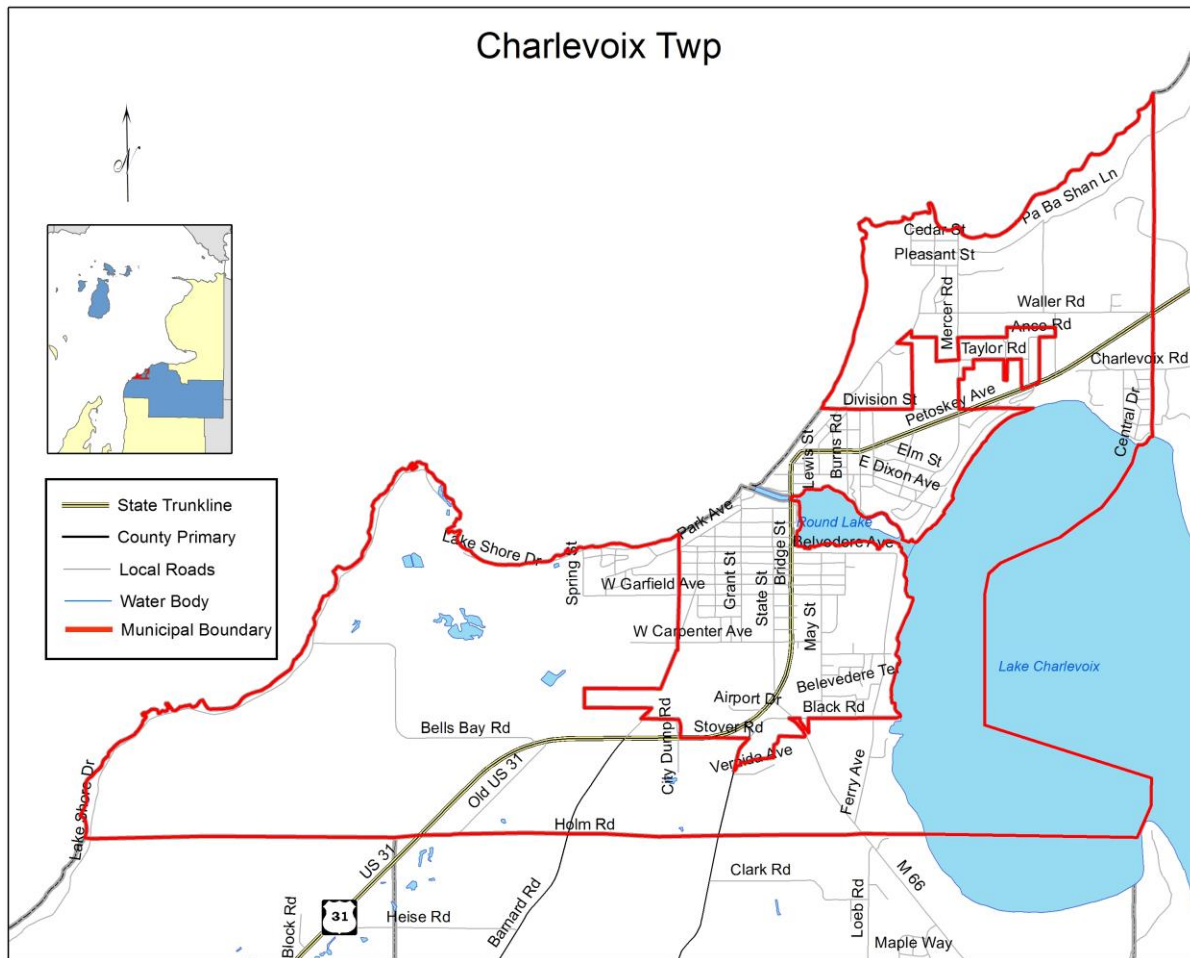 Charlevoix Twp
Pa Ba Shan Ln
Cedar St
Pleasant St
Mercer Rd
Waller Rd
Ance Rd
Taylor Rd
Charlevoix Rd
Central Dr
Division St
Petoskey Ave
Lewis St
Burns Rd
Elm St
E Dixon Ave
State Trunkline
County Primary
Local Roads
Water Body
Municipal Boundary
Park Ave
Round Lake
Belvedere Ave
Lake Shore Dr
Spring St
W Garfield Ave
Grant St
State St
Bridge St
W Carpenter Ave
May St
Lake Charlevoix
Belevedere Te
Airport Dr
Black Rd
Bells Bay Rd
City Dump Rd
Stover Rd
Old US 31
Verpida Ave
Ferry Ave
Lake Shore Dr
Holm Rd
US 31
Clark Rd
M 66
Barnard Rd
Loeb Rd
Block Rd
31
Heise Rd
Maple Way